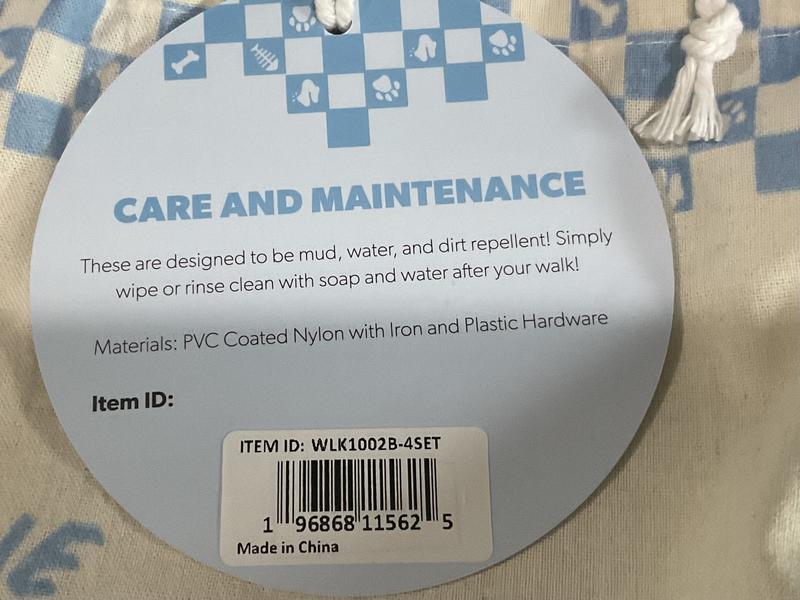 CARE AND MAINTENANCE
These are designed to be mud, water, and dirt repellent! Simply
wipe or rinse clean with soap and water after your walk!
Materials: PVC Coated Nylon with Iron and Plastic Hardware
Item ID:
ITEM ID: WLK1002B-4SET
1 96868 11562 5
Made in China